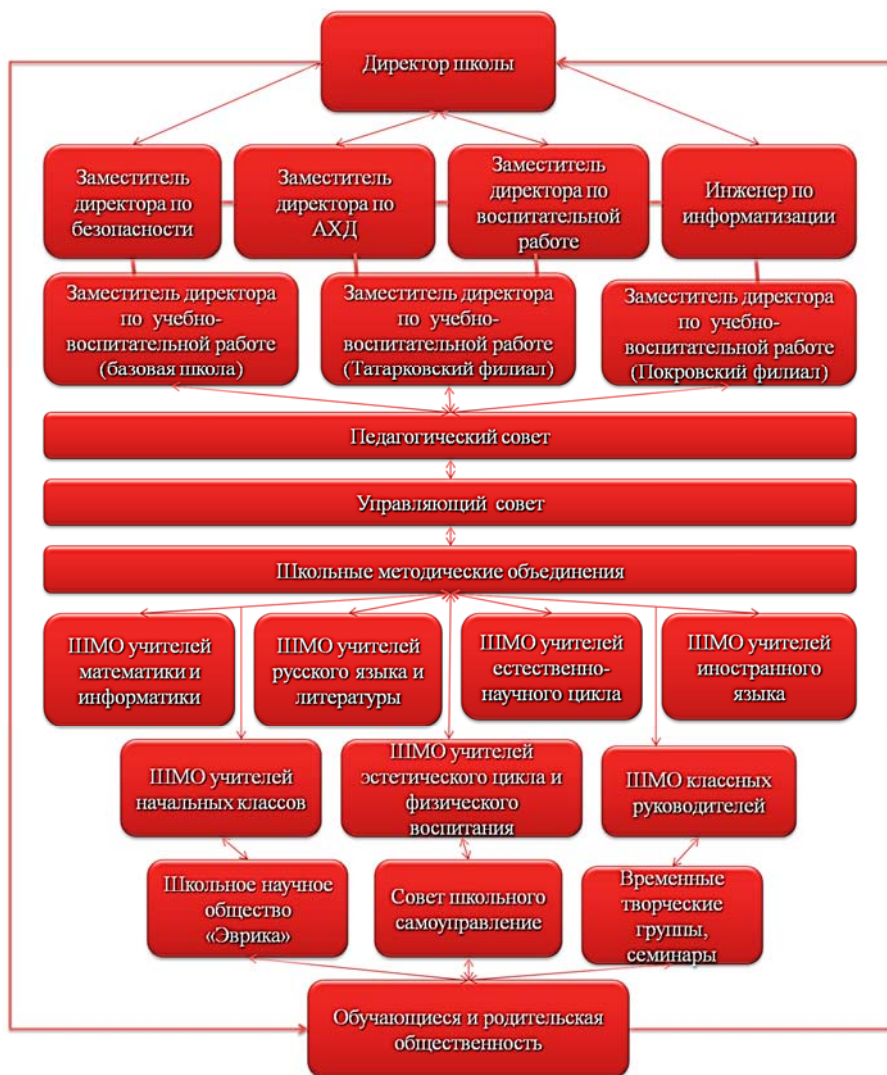 Директор школы
Заместитель
директора по
безопасности
Заместитель
директора по
АХД
Заместитель
директора по
воспитательной
работе
Инженер по
информатизации
Заместитель директора
по учебно-
воспитательной работе
(базовая школа)
Заместитель директора
по учебно-
воспитательной работе
(Татарковский филиал)
Заместитель директора
по учебно-
воспитательной работе
(Покровский филиал)
Педагогический совет
Управляющий совет
Школьные методические объединения
ШМО учителей
математики и
информатики
ШМО учителей
русского языка и
литературы
ШМО учителей
естественно-
научного цикла
ШМО учителей
иностранного
языка
ШМО учителей
начальных классов
ШМО учителей
эстетического цикла и
физического
воспитания
ШМО классных
руководителей
Школьное научное
общество
«Эврика»
Совет школьного
самоуправление
Временные
творческие
группы,
семинары
Обучающиеся и родительская
общественность